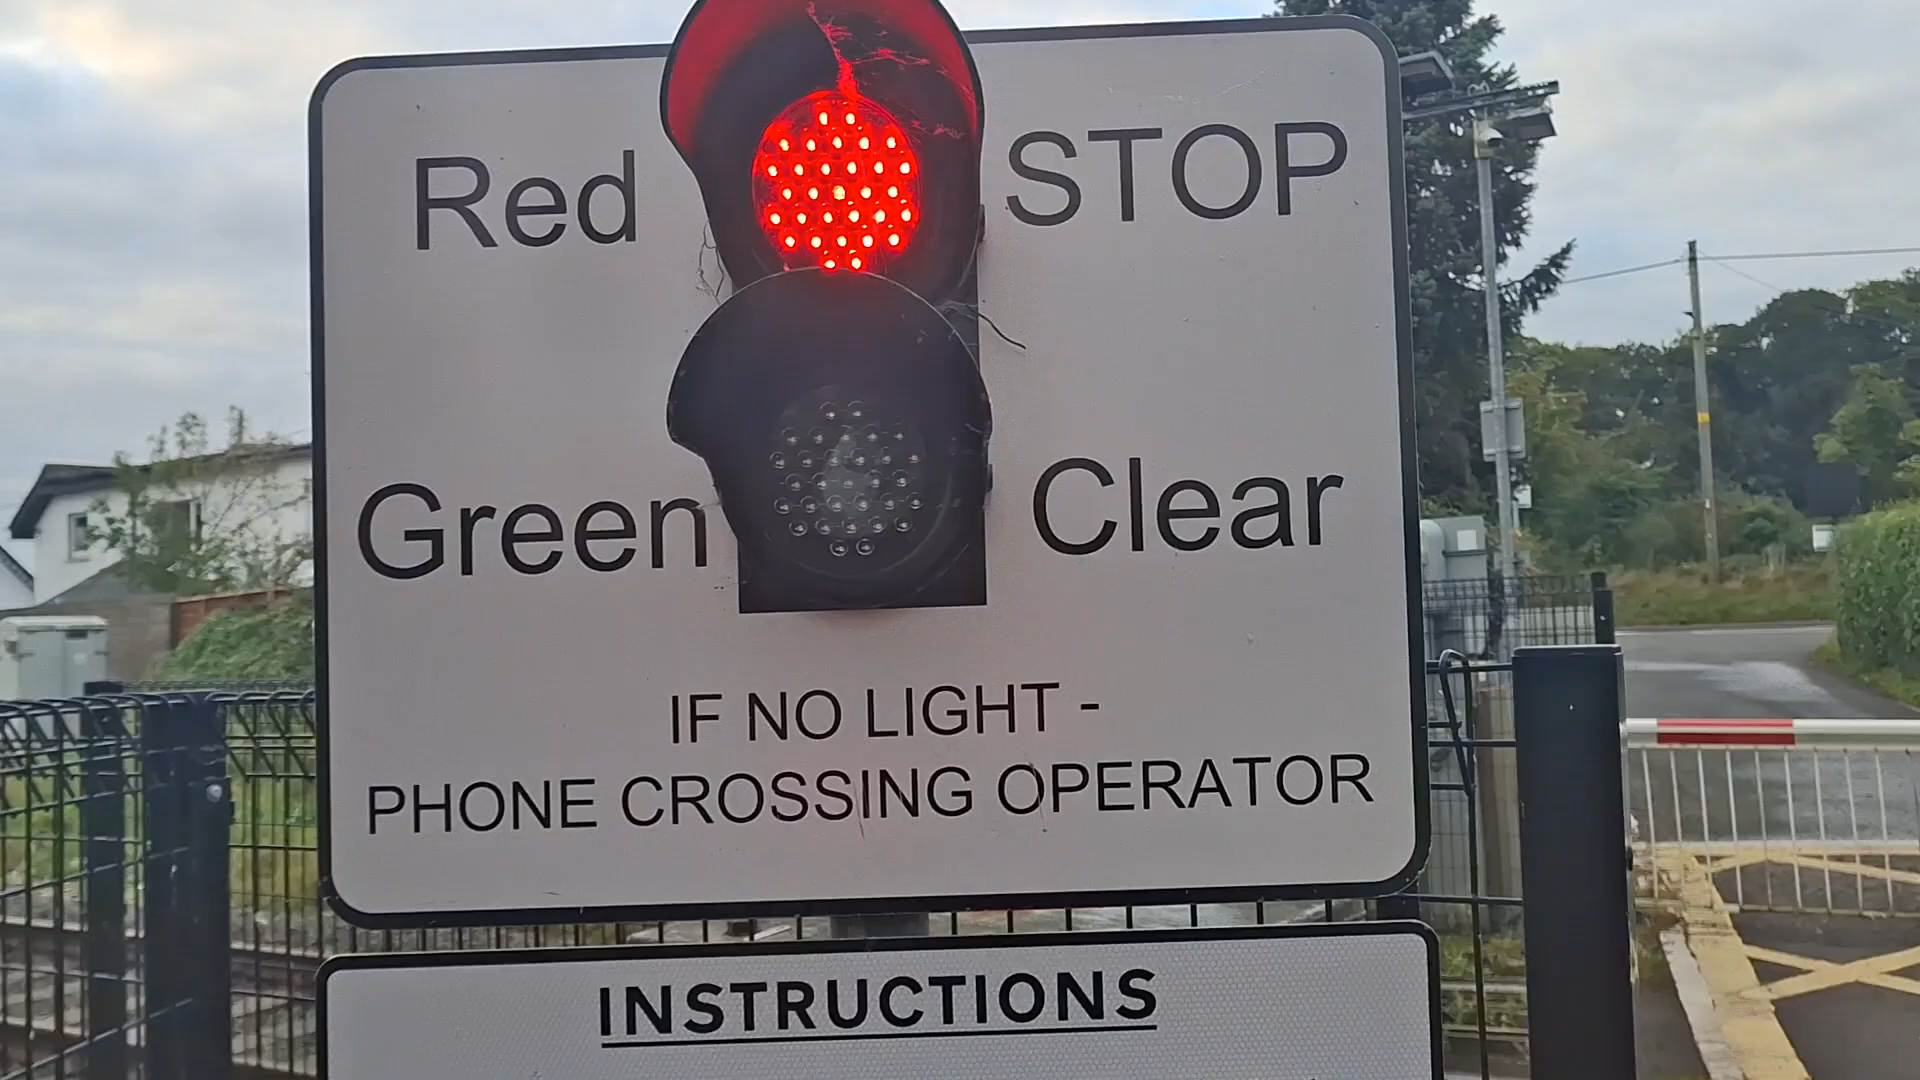 Red STOP
Green Clear
IF NO LIGHT -
PHONE CROSSING OPERATOR
INSTRUCTIONS